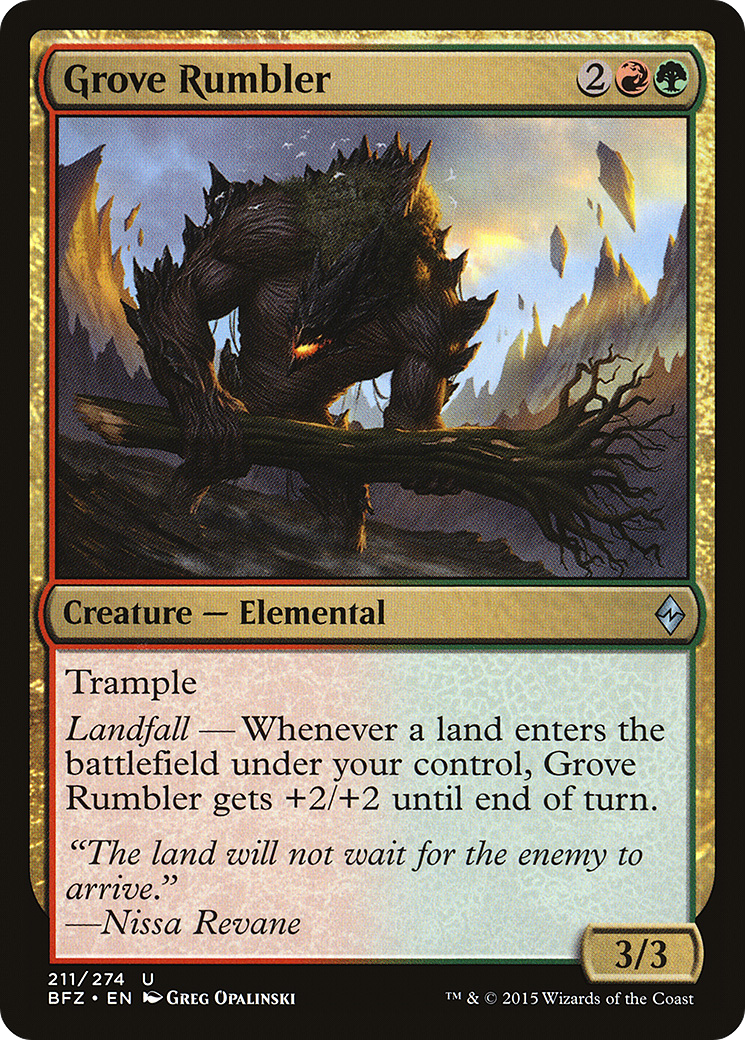 Grove Rumbler 2
Creature — Elemental
Trample
Landfall — Whenever a land enters the
battlefield under your control, Grove
Rumbler gets +2/+2 until end of turn.
“The land will not wait for the enemy to
arrive.”
—Nissa Revane
3/3
211/274 U
BFZ • EN Greg Opalinski
™ & © 2015 Wizards of the Coast